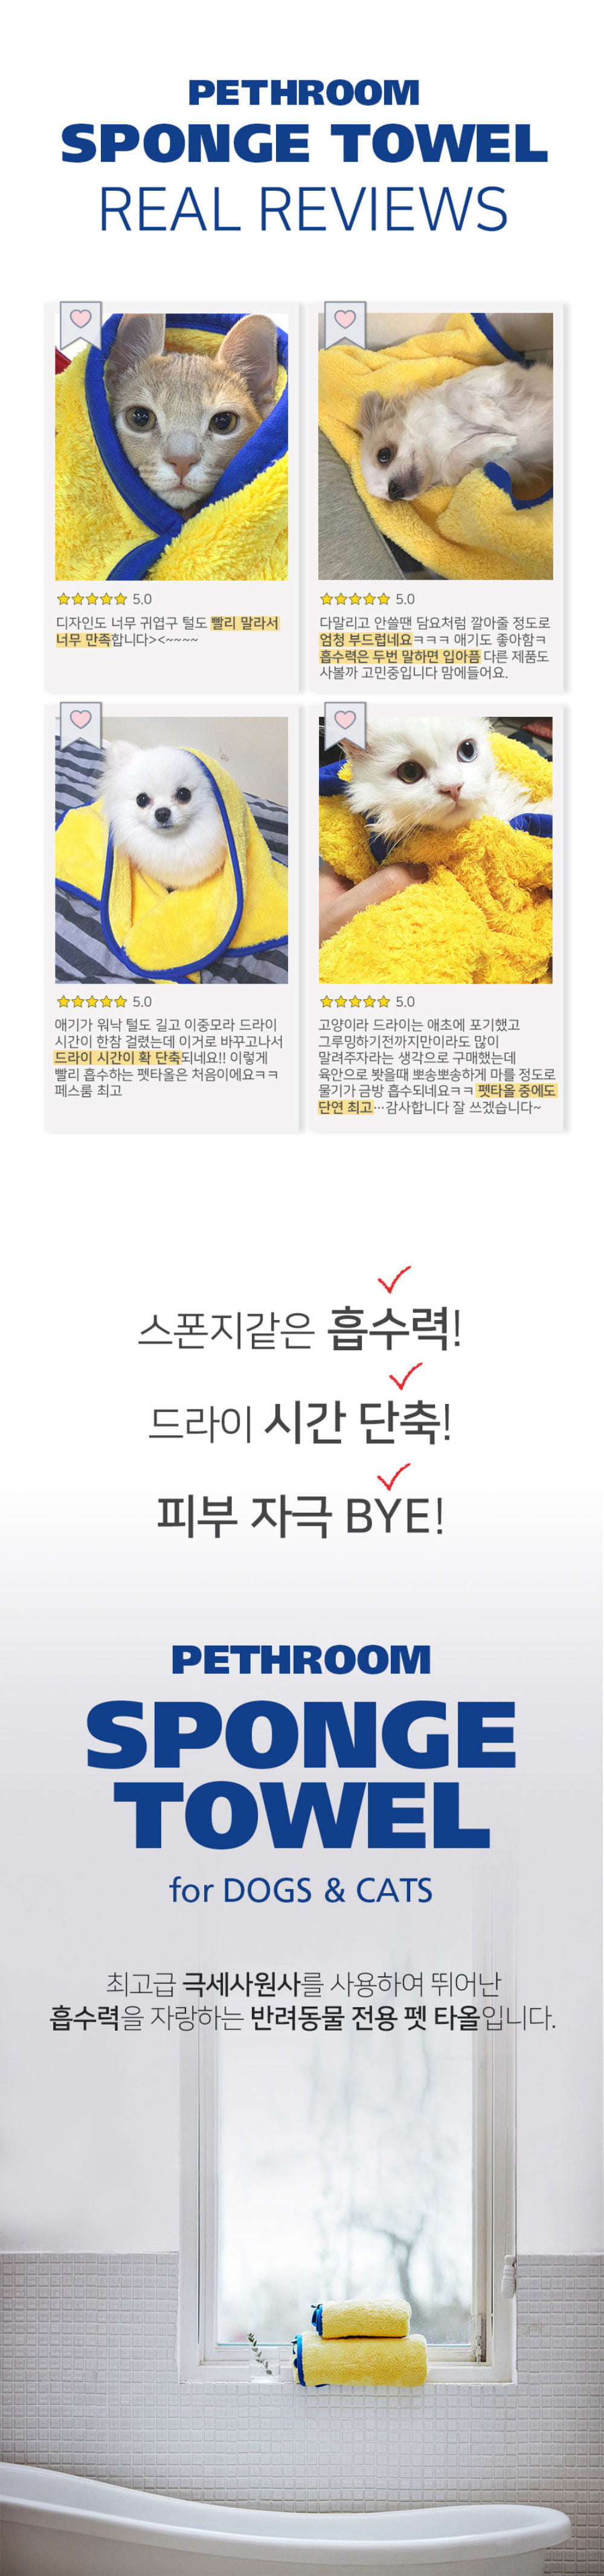 PETHROOM
SPONGE TOWEL
REAL REVIEWS
5.0
디자인도 너무 귀엽구 털도 빨리 말라서
너무 만족합니다><~~~~
5.0
다말리고 안쓸땐 담요처럼 깔아줄 정도로
엄청 부드럽네요ㅋㅋㅋ 애기도 좋아함ㅋ
흡수력은 두번 말하면 입아픔 다른 제품도
사볼까 고민중입니다 맘에들어요.
5.0
애기가 워낙 털도 길고 이중모라 드라이
시간이 한참 걸렸는데 이거로 바꾸고나서
드라이 시간이 확 단축되네요!! 이렇게
빨리 흡수하는 펫타올은 처음이에요ㅋㅋ
페스룸 최고
5.0
고양이라 드라이는 애초에 포기했고
그루밍하기전까지만이라도 많이
말려주자라는 생각으로 구매했는데
육안으로 봣을때 뽀송뽀송하게 마를 정도로
물기가 금방 흡수되네요ㅋㅋ 펫타올 중에도
단연 최고…감사합니다 잘 쓰겠습니다~
스폰지같은 흡수력!
드라이 시간 단축!
피부 자극 BYE!
PETHROOM
SPONGE
TOWEL
for DOGS & CATS
최고급 극세사원사를 사용하여 뛰어난
흡수력을 자랑하는 반려동물 전용 펫 타올입니다.